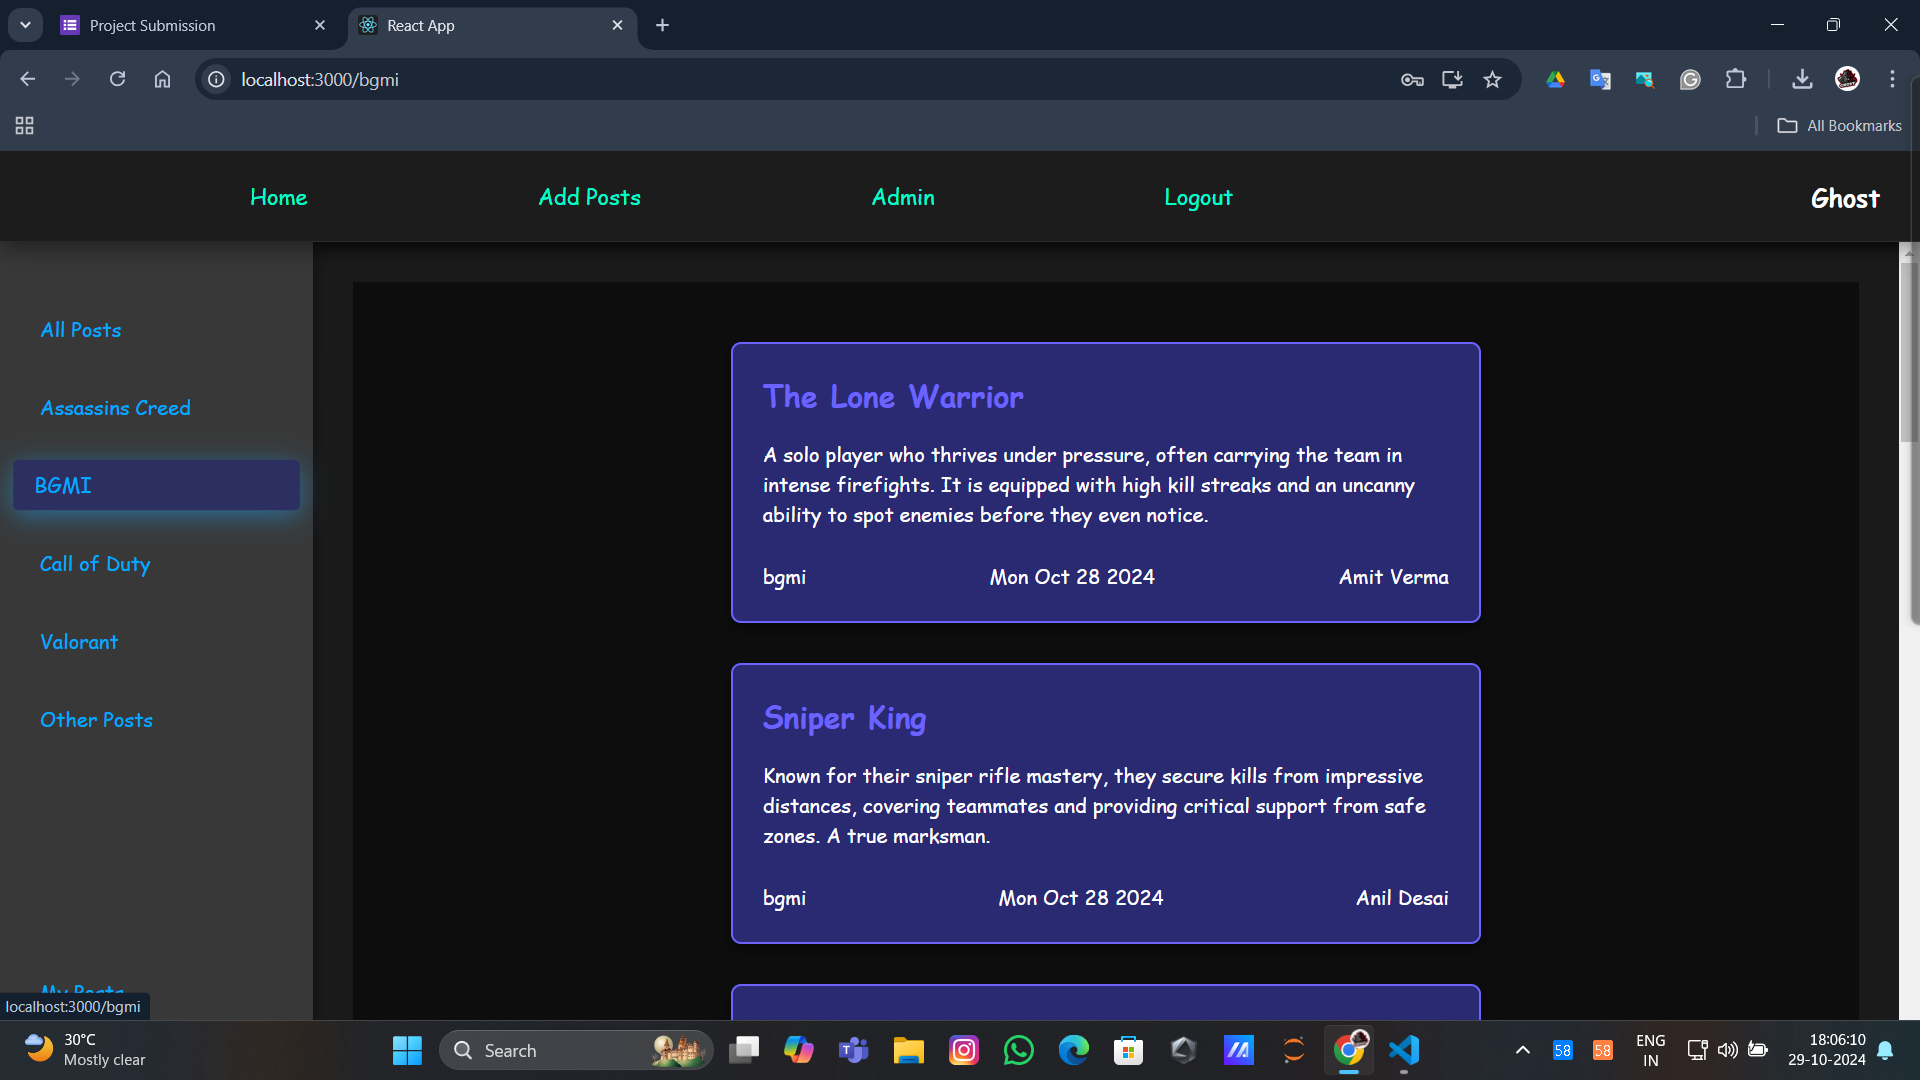 Project Submission
React App
localhost:3000/bgmi
All Bookmarks
Home
Add Posts
Admin
Logout
Ghost
All Posts
Assassins Creed
BGMI
Call of Duty
Valorant
Other Posts
My Posts
localhost:3000/bgmi
The Lone Warrior
A solo player who thrives under pressure, often carrying the team in
intense firefights. It is equipped with high kill streaks and an uncanny
ability to spot enemies before they even notice.
bgmi Mon Oct 28 2024 Amit Verma
Sniper King
Known for their sniper rifle mastery, they secure kills from impressive
distances, covering teammates and providing critical support from safe
zones. A true marksman.
bgmi Mon Oct 28 2024 Anil Desai
30°C
Mostly clear
Search
58
58
ENG
IN
18:06:10
29-10-2024